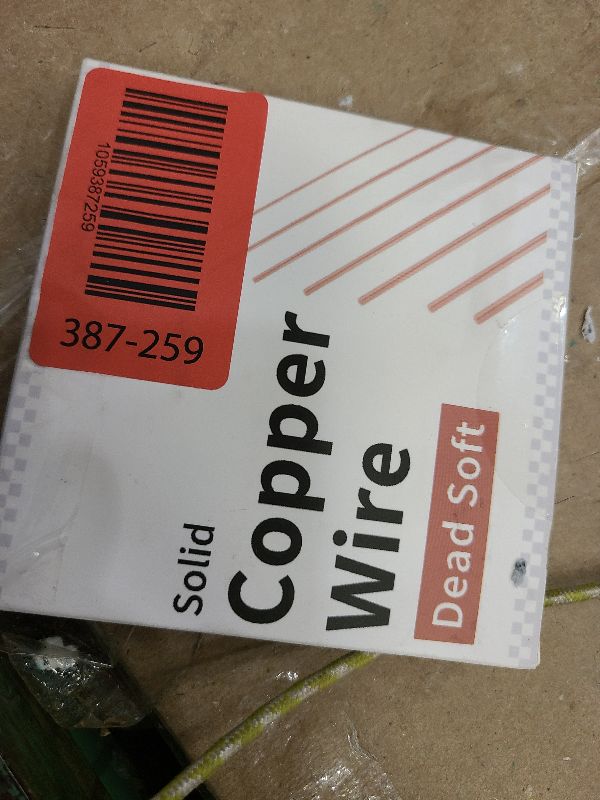 1059387259
387-259
Solid
Copper
Wire
Dead Soft